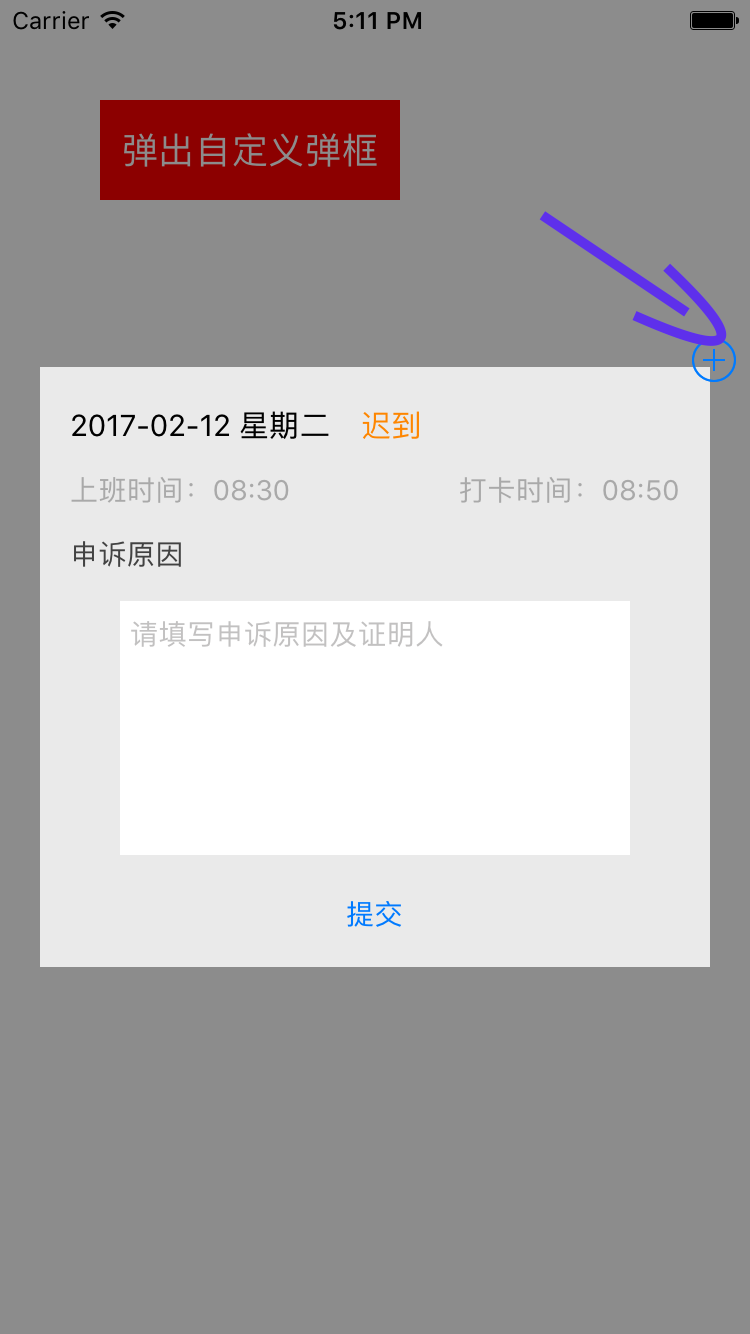 Carrier 5:11 PM
弹出自定义弹框
2017-02-12 星期二 迟到
上班时间：08:30 打卡时间：08:50
申诉原因
请填写申诉原因及证明人
提交